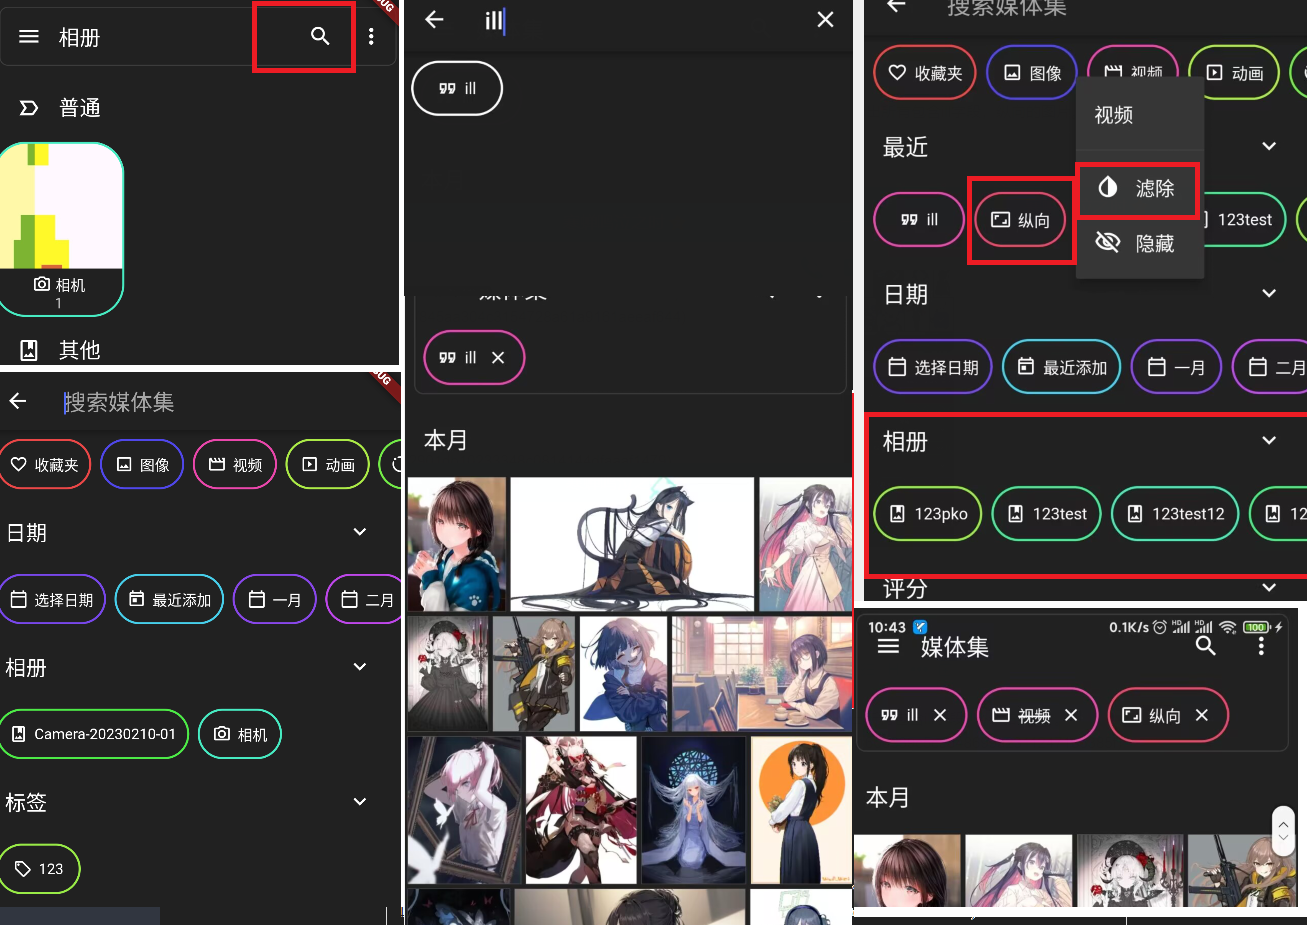 相册
普通
相机
1
其他
搜索媒体集
收藏夹
图像
视频
动画
日期
选择日期
最近添加
一月
二月
相册
Camera-20230210-01
相机
标签
123
ill
ill
媒体集
ill
本月
搜索媒体集
收藏夹
图像
视频
动画
视频
滤除
隐藏
最近
ill
纵向
123test
日期
选择日期
最近添加
一月
二月
相册
123pko
123test
123test12
12
评分
10:43
0.1K/s
HD
HD
100
媒体集
ill
视频
纵向
本月